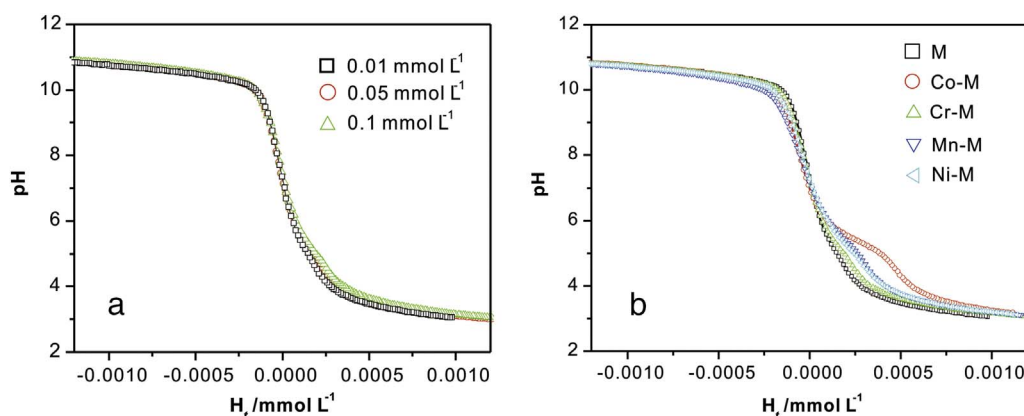 12
10
8
6
4
2
pH
0.01 mmol L⁻¹
0.05 mmol L⁻¹
0.1 mmol L⁻¹
a
-0.0010 -0.0005 0.0000 0.0005 0.0010
/mmol L⁻¹
12
10
8
6
4
2
pH
M
Co-M
Cr-M
Mn-M
Ni-M
b
-0.0010 -0.0005 0.0000 0.0005 0.0010
/mmol L⁻¹